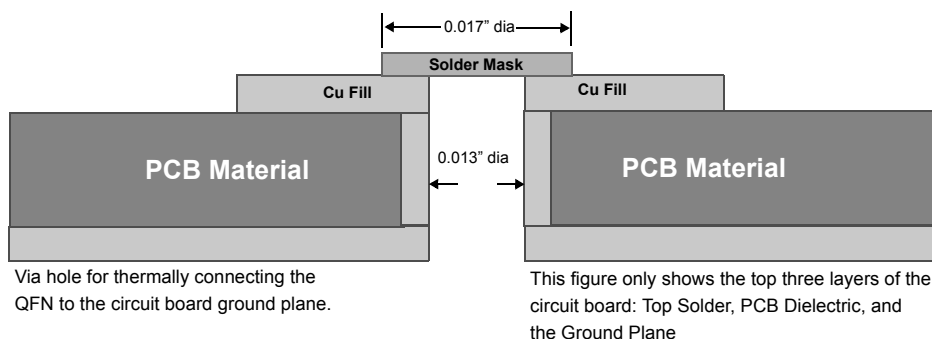 0.017” dia
Solder Mask
Cu Fill
Cu Fill
PCB Material
0.013” dia
PCB Material
Via hole for thermally connecting the
QFN to the circuit board ground plane.
This figure only shows the top three layers of the
circuit board: Top Solder, PCB Dielectric, and
the Ground Plane